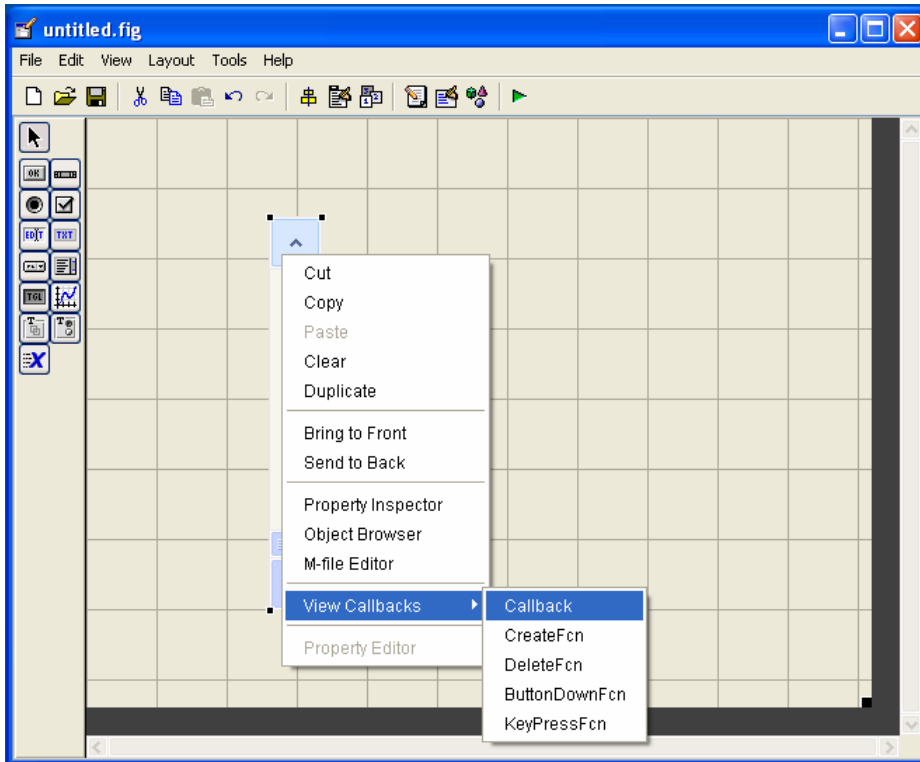 untitled.fig
File Edit View Layout Tools Help
OK
EDIT TXT
TGL
Cut
Copy
Paste
Clear
Duplicate
Bring to Front
Send to Back
Property Inspector
Object Browser
M-file Editor
View Callbacks
Property Editor
Callback
CreateFcn
DeleteFcn
ButtonDownFcn
KeyPressFcn